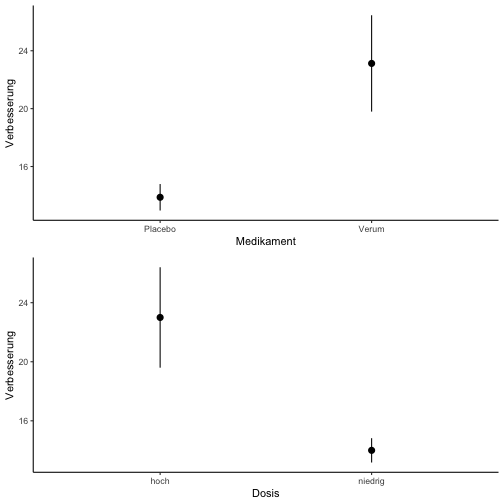 Verbesserung
24
20
16
Placebo
Verum
Medikament
Verbesserung
24
20
16
hoch
niedrig
Dosis